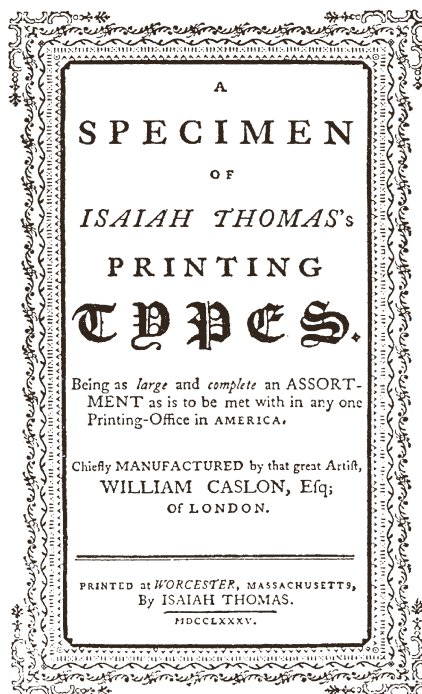 A
SPECIMEN
OF
ISAIAH THOMAS's
PRINTING
TYPES.
Being as large and complete an ASSORT-
MENT as is to be met with in any one
Printing-Office in AMERICA.
Chiefly MANUFACTURED by that great Artiſt,
WILLIAM CASLON, Eſq;
Of LONDON.
PRINTED at WORCESTER, MASSACHUSETTS,
By ISAIAH THOMAS.
MDCCLXXXV.